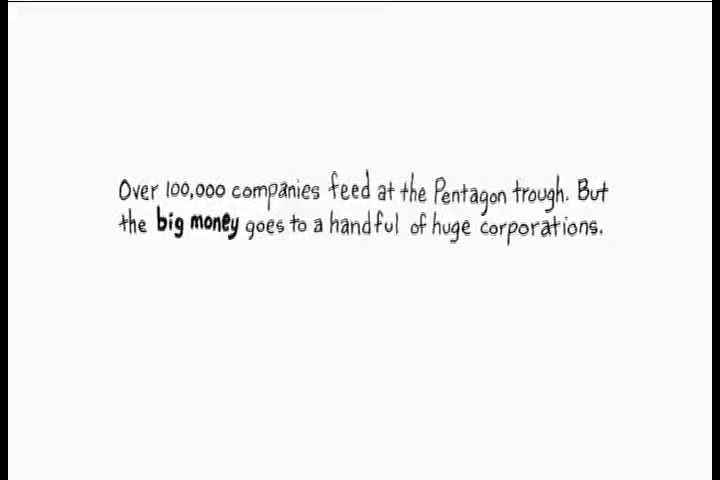 Over 100,000 companies feed at the Pentagon trough. But
the big money goes to a handful of huge corporations.